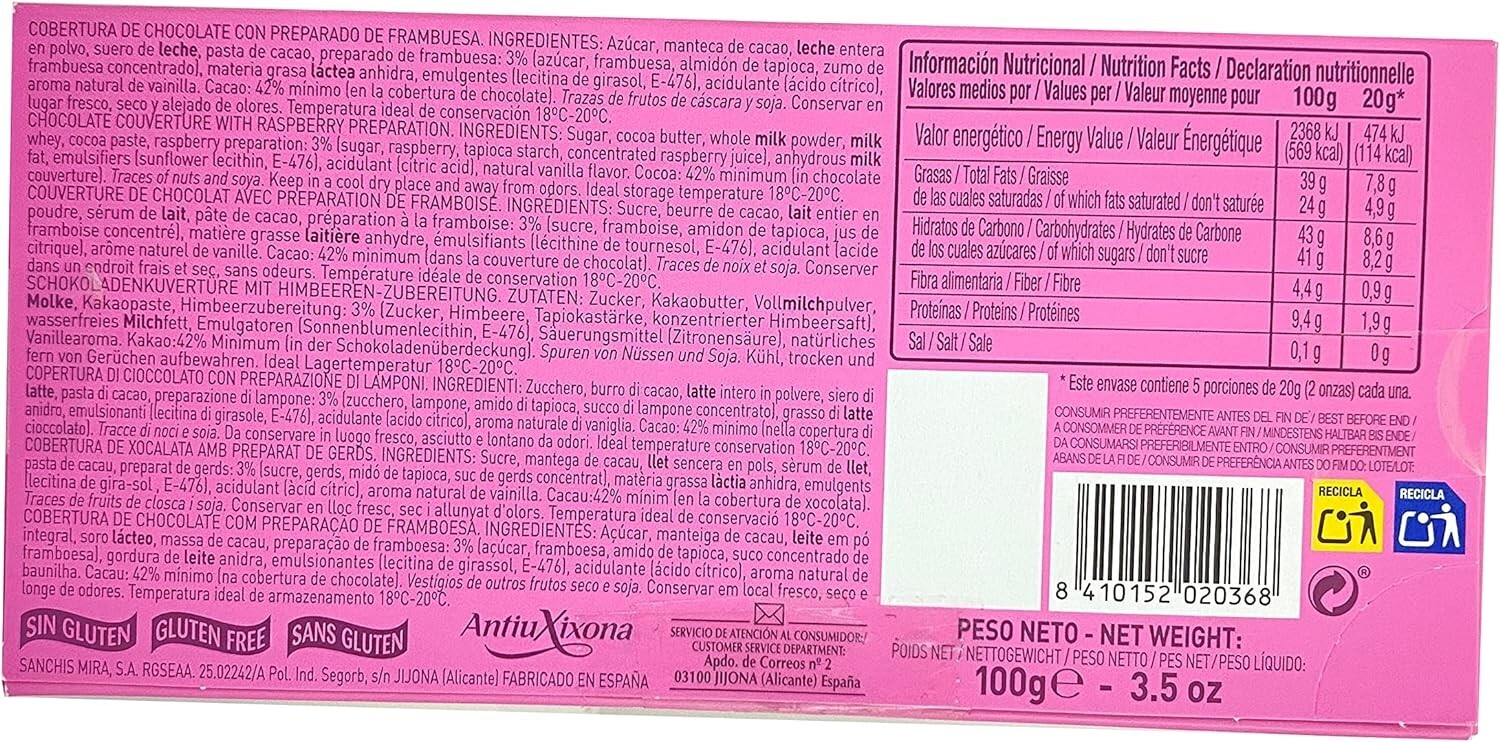 COBERTURA DE CHOCOLATE CON PREPARADO DE FRAMBUESA. INGREDIENTES: Azúcar, manteca de cacao, leche entera
en polvo, suero de leche, pasta de cacao, preparado de frambuesa: 3% (azúcar, frambuesa, almidón de tapioca, zumo de
frambuesa concentrado), materia grasa láctea anhidra, emulgentes (lecitina de girasol, E-476), acidulante (ácido cítrico),
aroma natural de vainilla. Cacao: 42% mínimo (en la cobertura de chocolate). Trazas de frutos de cáscara y soja. Conservar en
lugar fresco, seco y alejado de olores. Temperatura ideal de conservación 18ºC-20ºC.
CHOCOLATE COUVERTURE WITH RASPBERRY PREPARATION. INGREDIENTS: Sugar, cocoa butter, whole milk powder, milk
whey, cocoa paste, raspberry preparation: 3% (sugar, raspberry, tapioca starch, concentrated raspberry juice), anhydrous milk
fat, emulsifiers (sunflower lecithin, E-476), acidulant (citric acid), natural vanilla flavor. Cocoa: 42% minimum (in chocolate
couverture). Traces of nuts and soya. Keep in a cool dry place and away from odors. Ideal storage temperature 18ºC-20ºC.
COUVERTURE DE CHOCOLAT AVEC PREPARATION DE FRAMBOISE. INGRÉDIENTS: Sucre, beurre de cacao, lait entier en
poudre, sérum de lait, pâte de cacao, préparation à la framboise: 3% (sucre, framboise, amidon de tapioca, jus de
framboise concentré), matière grasse laitière anhydre, émulsifiants (lécithine de tournesol, E-476), acidulant (acide
citrique), arôme naturel de vanille. Cacao: 42% minimum (dans la couverture de chocolat). Traces de noix et soja. Conserver
dans un endroit frais et sec, sans odeurs. Température idéale de conservation 18ºC-20ºC.
SCHOKOLADENKUVERTÜRE MIT HIMBEEREN-ZUBEREITUNG. ZUTATEN: Zucker, Kakaobutter, Vollmilchpulver,
Molke, Kakaopaste, Himbeerzubereitung: 3% (Zucker, Himbeere, Tapiokastärke, konzentrierter Himbeersaft),
wasserfreies Milchfett, Emulgatoren (Sonnenblumenlecithin, E-476), Säuerungsmittel (Zitronensäure), natürliches
Vanillearoma. Kakao:42% Minimum (in der Schokoladenüberdeckung). Spuren von Nüssen und Soja. Kühl, trocken und
fern von Gerüchen aufbewahren. Ideal Lagertemperatur 18ºC-20ºC.
COPERTURA DI CIOCCOLATO CON PREPARAZIONE DI LAMPONI. INGREDIENTI: Zucchero, burro di cacao, latte intero in polvere, siero di
latte, pasta di cacao, preparazione di lampone: 3% (zucchero, lampone, amido di tapioca, succo di lampone concentrato), grasso di latte
anidro, emulsionanti (lecitina di girasole, E-476), acidulante (acido citrico), aroma naturale di vaniglia. Cacao: 42% minimo (nella copertura di
cioccolato). Tracce di noci e soia. Da conservare in luogo fresco, asciutto e lontano da odori. Ideal temperature conservation 18ºC-20ºC.
COBERTURA DE XOCALATA AMB PREPARAT DE GERDS. INGREDIENTS: Sucre, mantega de cacau, llet sencera en pols, sèrum de llet,
pasta de cacau, preparat de gerds: 3% (sucre, gerds, midó de tapioca, suc de gerds concentrat), matèria grassa làctia anhidra, emulgents
(lecitina de gira-sol , E-476), acidulant (àcid cítric), aroma natural de vainilla. Cacau:42% mínim (en la cobertura de xocolata).
Traces de fruits de closca i soja. Conservar en lloc fresc, sec i allunyat d'olors. Temperatura ideal de conservació 18ºC-20ºC.
COBERTURA DE CHOCOLATE COM PREPARAÇÃO DE FRAMBOESA. INGREDIENTES: Açúcar, manteiga de cacau, leite em pó
integral, soro lácteo, massa de cacau, preparação de framboesa: 3% (açúcar, framboesa, amido de tapioca, suco concentrado de
framboesa), gordura de leite anidra, emulsionantes (lecitina de girassol, E-476), acidulante (ácido cítrico), aroma natural de
baunilha. Cacau: 42% mínimo (na cobertura de chocolate). Vestígios de outros frutos seco e soja. Conservar em local fresco, seco e
longe de odores. Temperatura ideal de armazenamento 18ºC-20ºC.
SIN GLUTEN GLUTEN FREE SANS GLUTEN
AntiuXixona
SANCHIS MIRA, S.A. RGSEAA. 25.02242/A Pol. Ind. Segorb, s/n JIJONA (Alicante) FABRICADO EN ESPAÑA
SERVICIO DE ATENCIÓN AL CONSUMIDOR:/
CUSTOMER SERVICE DEPARTMENT:
Apdo. de Correos nº 2
03100 JIJONA (Alicante) España
Información Nutricional / Nutrition Facts / Declaration nutritionnelle
Valores medios por / Values per / Valeur moyenne pour 100g 20g*
Valor energético / Energy Value / Valeur Énergétique 2368 kJ (569 kcal) 474 kJ (114 kcal)
Grasas / Total Fats / Graisse 39 g 7,8 g
de las cuales saturadas / of which fats saturated / don't saturée 24 g 4,9 g
Hidratos de Carbono / Carbohydrates / Hydrates de Carbone 43 g 8,6 g
de los cuales azúcares / of which sugars / don't sucre 41 g 8,2 g
Fibra alimentaria / Fiber / Fibre 4,4 g 0,9 g
Proteínas / Proteins / Protéines 9,4 g 1,9 g
Sal / Salt / Sale 0,1 g 0 g
* Este envase contiene 5 porciones de 20g (2 onzas) cada una.
CONSUMIR PREFERENTEMENTE ANTES DEL FIN DE / BEST BEFORE END /
A CONSOMMER DE PRÉFÉRENCE AVANT FIN / MINDESTENS HALTBAR BIS ENDE /
DA CONSUMARSI PREFERIBILMENTE ENTRO / CONSUMIR PREFERENTMENT
ABANS DE LA FI DE / CONSUMIR DE PREFERÊNCIA ANTES DO FIM DO: LOTE/LOT:
RECICLA
RECICLA
8 410152 020368
®
PESO NETO - NET WEIGHT:
POIDS NET / NETTOGEWICHT / PESO NETTO / PES NET / PESO LÍQUIDO:
100g℮ - 3.5 oz